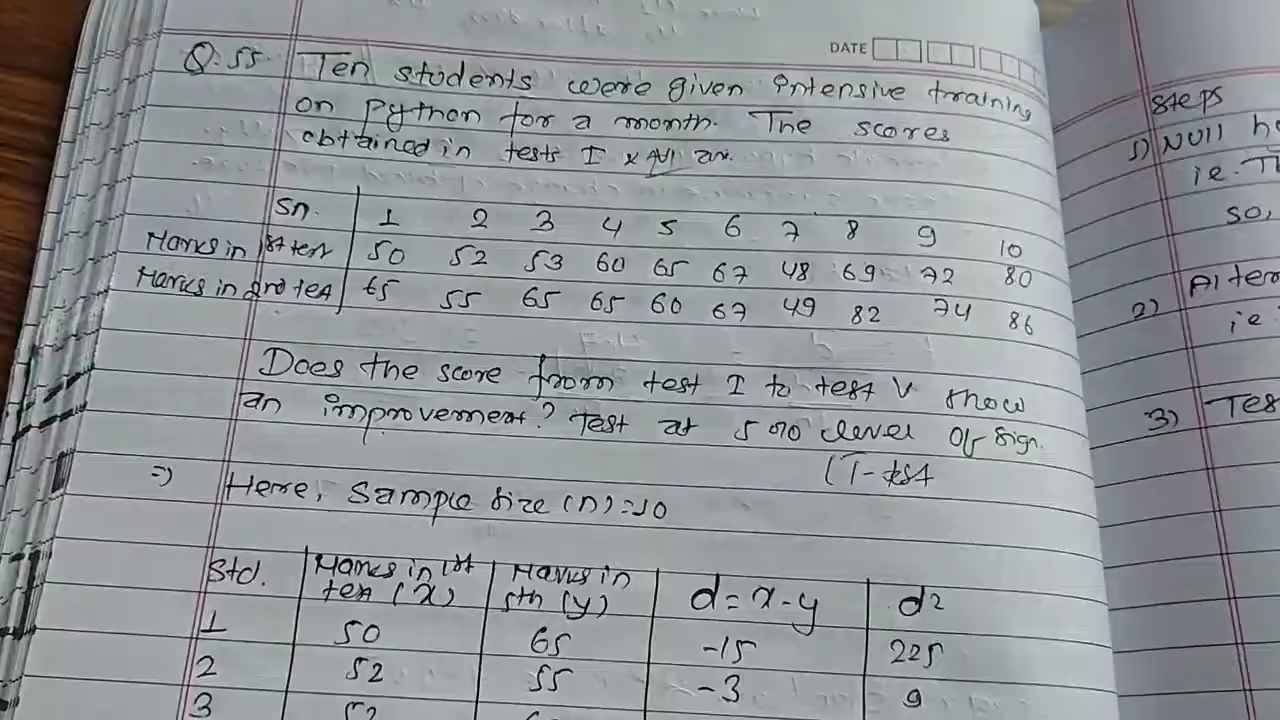 DATE
Q.55. Ten students were given intensive training
on Python for a month. The scores
obtained in tests I & are.
Sn. 1 2 3 4 5 6 7 8 9 10
Marks in 1st test 50 52 53 60 65 67 48 69 72 80
Marks in test 65 55 65 65 60 67 49 82 74 86
Does the score from test I to test V show
an improvement? Test at 5% level of sign.
(T-test
=) Here, Sample size (n)=10
Std. Marks in 1st test (x) Marks in 5th (y) d=x-y d2
1 50 65 -15 225
2 52 55 -3 9
3
Steps
1) Null
i.e.
so,
2)
i.e.
3)